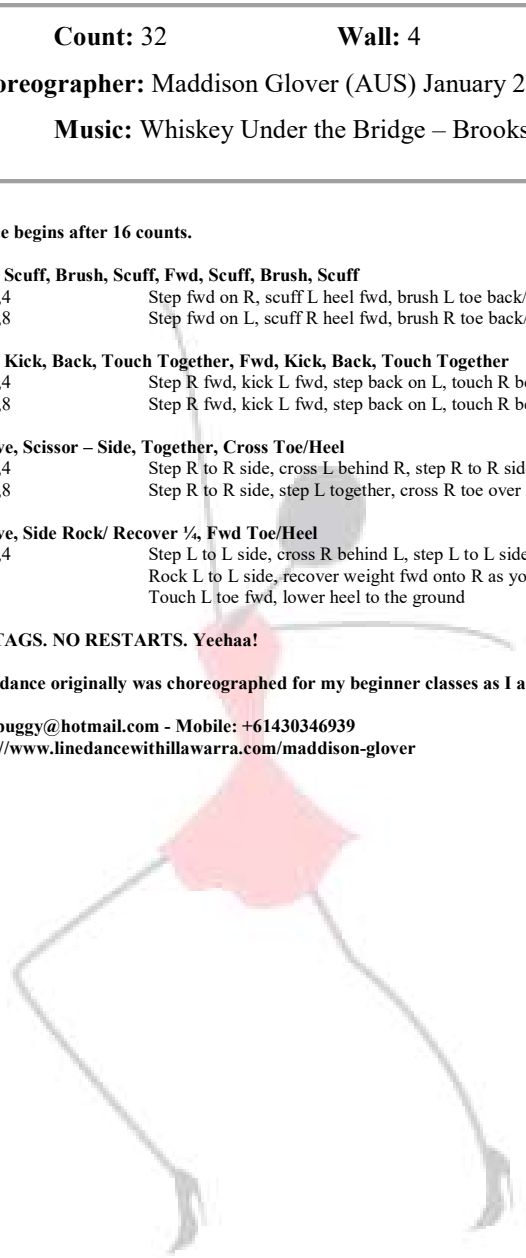 Count: 32 Wall: 4
oreographer: Maddison Glover (AUS) January 2
Music: Whiskey Under the Bridge – Brooks
e begins after 16 counts.
Scuff, Brush, Scuff, Fwd, Scuff, Brush, Scuff
,4 Step fwd on R, scuff L heel fwd, brush L toe back/
,8 Step fwd on L, scuff R heel fwd, brush R toe back/
Kick, Back, Touch Together, Fwd, Kick, Back, Touch Together
,4 Step R fwd, kick L fwd, step back on L, touch R be
,8 Step R fwd, kick L fwd, step back on L, touch R be
ve, Scissor – Side, Together, Cross Toe/Heel
,4 Step R to R side, cross L behind R, step R to R sid
,8 Step R to R side, step L together, cross R toe over
ve, Side Rock/ Recover ¼, Fwd Toe/Heel
,4 Step L to L side, cross R behind L, step L to L side
Rock L to L side, recover weight fwd onto R as yo
Touch L toe fwd, lower heel to the ground
TAGS. NO RESTARTS. Yeehaa!
dance originally was choreographed for my beginner classes as I a
puggy@hotmail.com - Mobile: +61430346939
//www.linedancewithillawarra.com/maddison-glover